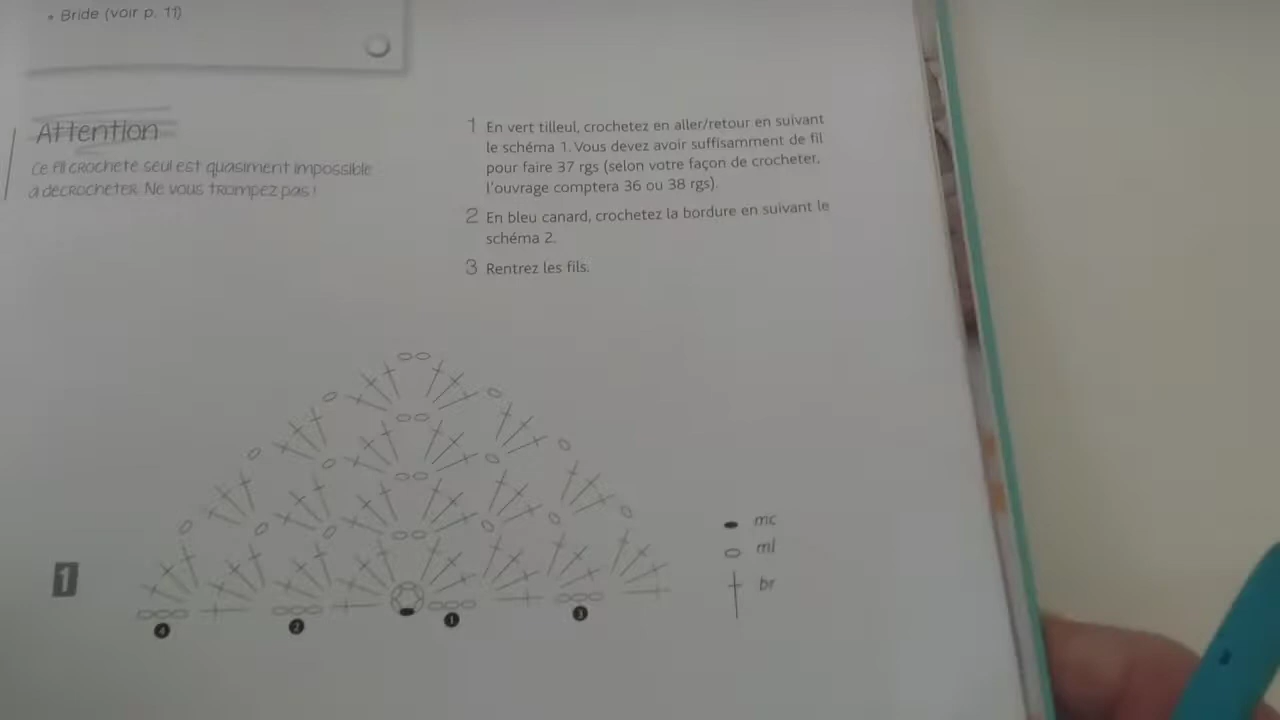 • Bride (voir p. 11)
Attention
Ce fil crocheté seul est quasiment impossible
à décrocheter. Ne vous trompez pas !
1 En vert tilleul, crochetez en aller/retour en suivant
le schéma 1. Vous devez avoir suffisamment de fil
pour faire 37 rgs (selon votre façon de crocheter,
l'ouvrage comptera 36 ou 38 rgs).
2 En bleu canard, crochetez la bordure en suivant le
schéma 2.
3 Rentrez les fils.
1
4 2 1 3
mc
ml
br